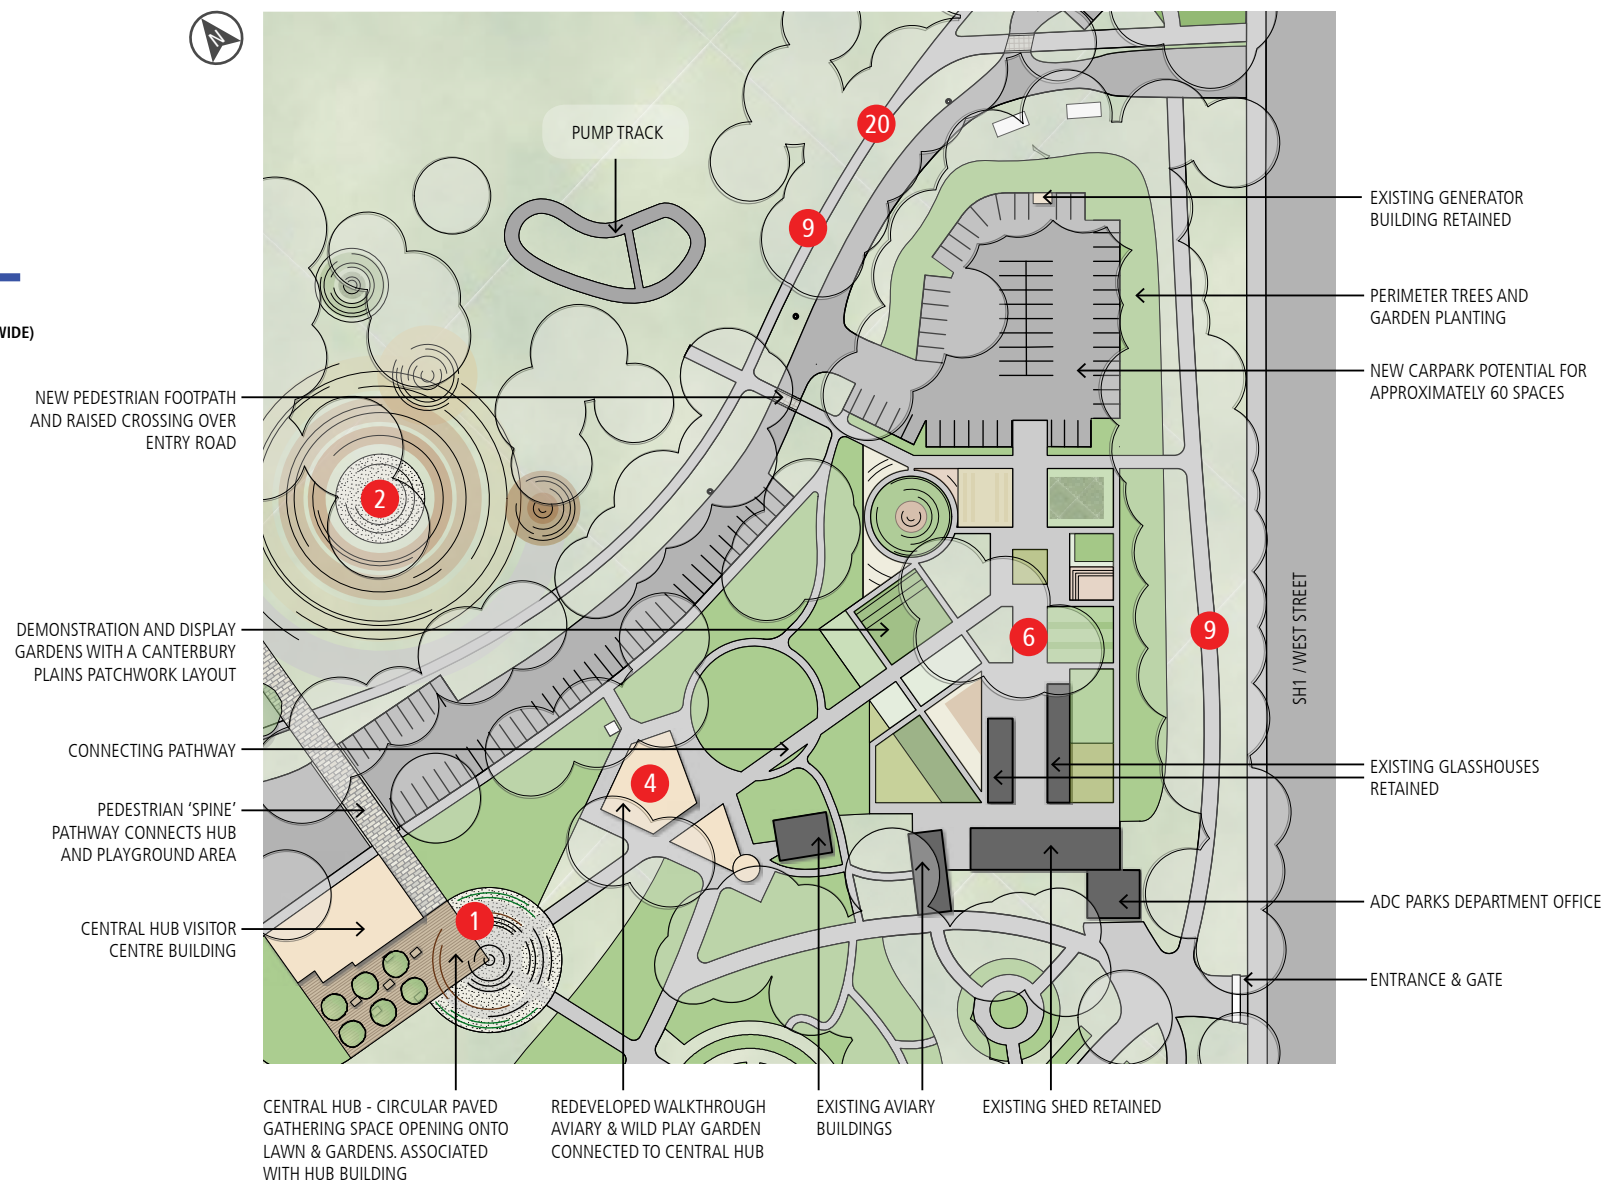 N
PUMP TRACK
20
9
EXISTING GENERATOR
BUILDING RETAINED
PERIMETER TREES AND
GARDEN PLANTING
WIDE)
NEW CARPARK POTENTIAL FOR
APPROXIMATELY 60 SPACES
NEW PEDESTRIAN FOOTPATH
AND RAISED CROSSING OVER
ENTRY ROAD
2
DEMONSTRATION AND DISPLAY
GARDENS WITH A CANTERBURY
PLAINS PATCHWORK LAYOUT
6
9
SH1 / WEST STREET
CONNECTING PATHWAY
4
EXISTING GLASSHOUSES
RETAINED
PEDESTRIAN ‘SPINE’
PATHWAY CONNECTS HUB
AND PLAYGROUND AREA
ADC PARKS DEPARTMENT OFFICE
1
CENTRAL HUB VISITOR
CENTRE BUILDING
ENTRANCE & GATE
CENTRAL HUB - CIRCULAR PAVED
GATHERING SPACE OPENING ONTO
LAWN & GARDENS. ASSOCIATED
WITH HUB BUILDING
REDEVELOPED WALKTHROUGH
AVIARY & WILD PLAY GARDEN
CONNECTED TO CENTRAL HUB
EXISTING AVIARY
BUILDINGS
EXISTING SHED RETAINED